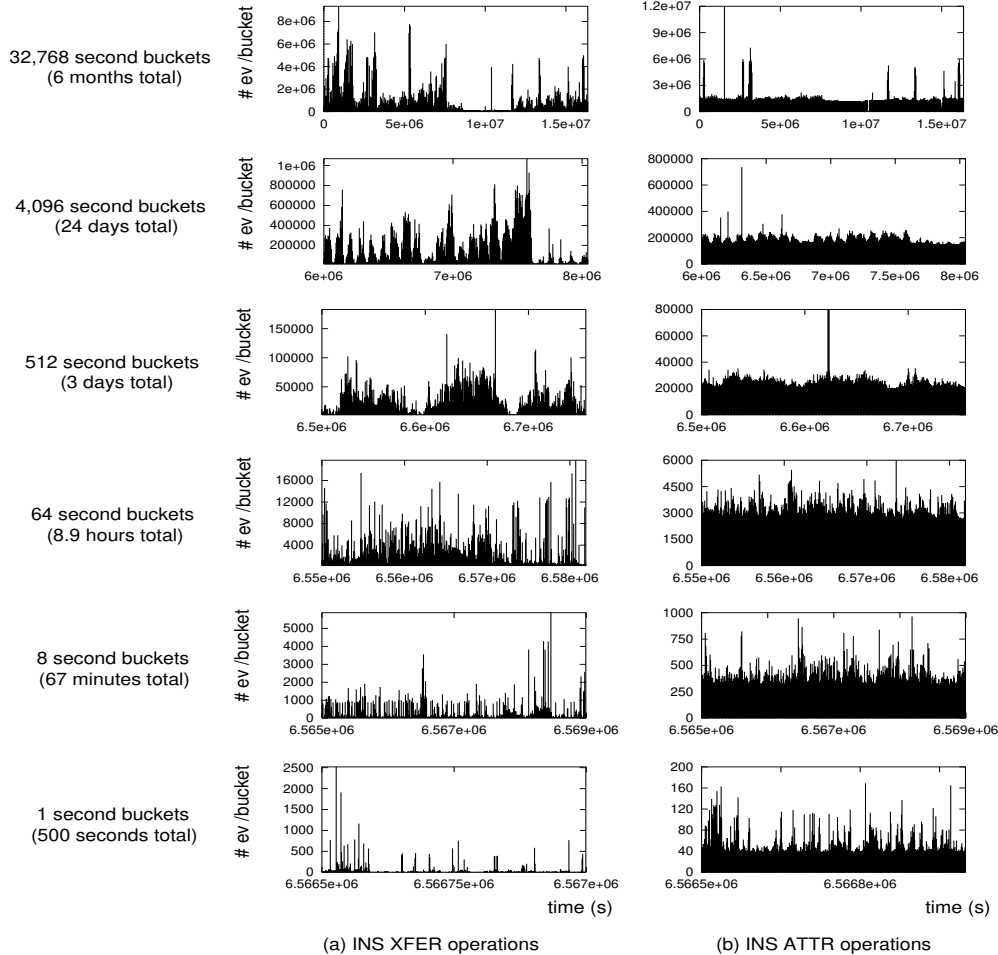 32,768 second buckets
(6 months total)
# ev /bucket
8e+06
6e+06
4e+06
2e+06
0
0 5e+06 1e+07 1.5e+07
1.2e+07
9e+06
6e+06
3e+06
0
0 5e+06 1e+07 1.5e+07
4,096 second buckets
(24 days total)
# ev /bucket
1e+06
800000
600000
400000
200000
6e+06 7e+06 8e+06
800000
600000
400000
200000
0
6e+06 6.5e+06 7e+06 7.5e+06 8e+06
512 second buckets
(3 days total)
# ev /bucket
150000
100000
50000
6.5e+06 6.6e+06 6.7e+06
80000
60000
40000
20000
0
6.5e+06 6.6e+06 6.7e+06
64 second buckets
(8.9 hours total)
# ev /bucket
16000
12000
8000
4000
6.55e+06 6.56e+06 6.57e+06 6.58e+06
6000
4500
3000
1500
0
6.55e+06 6.56e+06 6.57e+06 6.58e+06
8 second buckets
(67 minutes total)
# ev /bucket
5000
4000
3000
2000
1000
0
6.565e+06 6.567e+06 6.569e+06
1000
750
500
250
0
6.565e+06 6.567e+06 6.569e+06
1 second buckets
(500 seconds total)
# ev /bucket
2500
2000
1500
1000
500
0
6.5665e+06 6.56675e+06 6.567e+06
200
160
120
80
40
0
6.5665e+06 6.5668e+06
time (s) time (s)
(a) INS XFER operations (b) INS ATTR operations